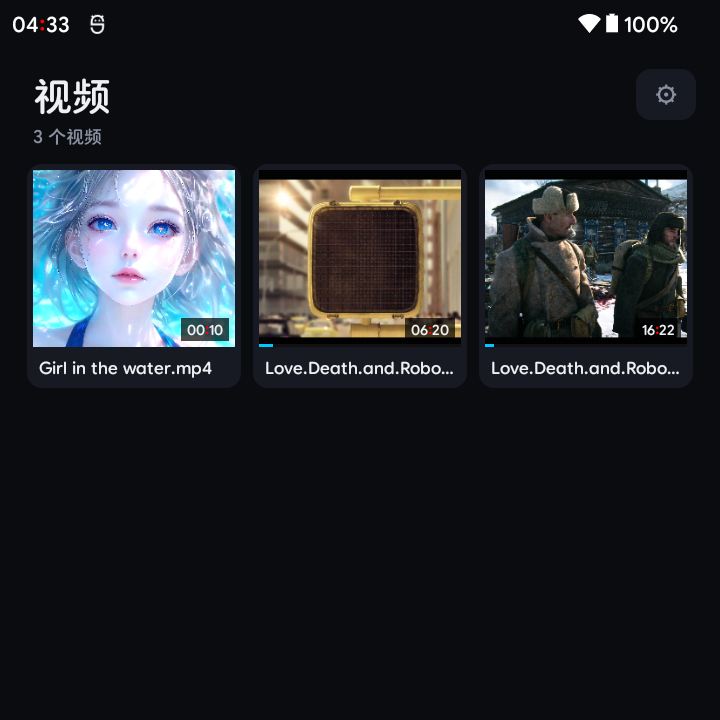 04:33
100%
视频
3 个视频
00:10
06:20
16:22
Girl in the water.mp4
Love.Death.and.Robo...
Love.Death.and.Robo...